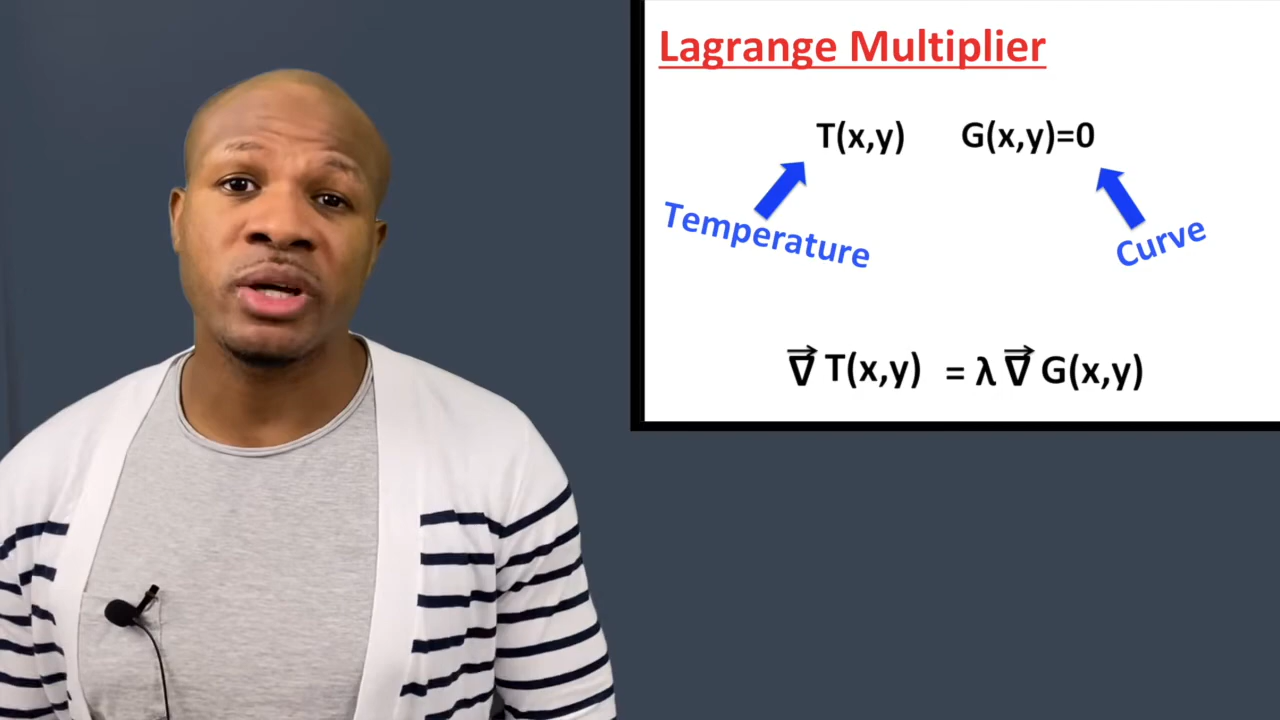 Lagrange Multiplier
T(x,y) G(x,y)=0
Temperature
Curve
∇⃗ T(x,y) = λ ∇⃗ G(x,y)